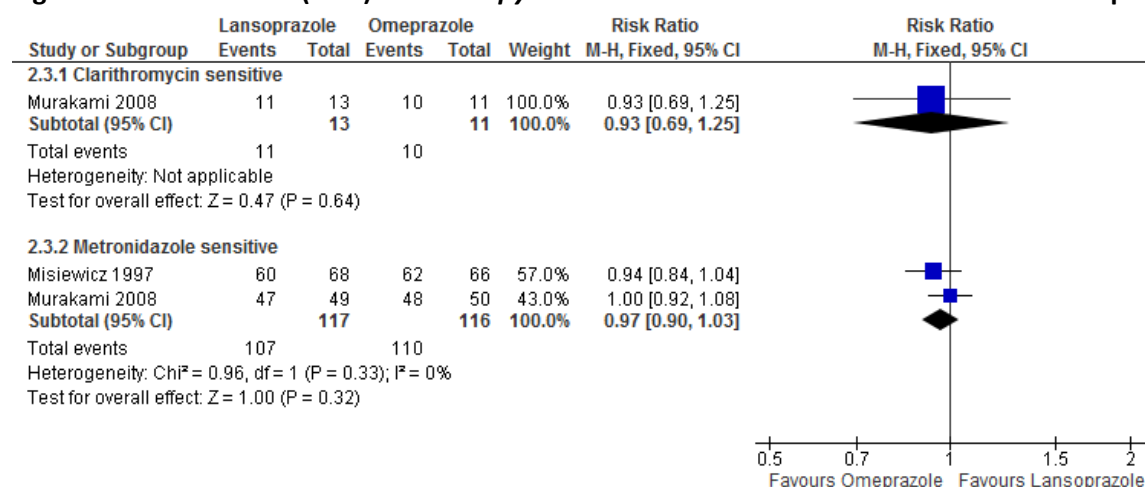 Lansoprazole Omeprazole Risk Ratio Risk Ratio
Study or Subgroup Events Total Events Total Weight M-H, Fixed, 95% CI M-H, Fixed, 95% CI
2.3.1 Clarithromycin sensitive
Murakami 2008 11 13 10 11 100.0% 0.93 [0.69, 1.25]
Subtotal (95% CI) 13 11 100.0% 0.93 [0.69, 1.25]
Total events 11 10
Heterogeneity: Not applicable
Test for overall effect: Z = 0.47 (P = 0.64)
2.3.2 Metronidazole sensitive
Misiewicz 1997 60 68 62 66 57.0% 0.94 [0.84, 1.04]
Murakami 2008 47 49 48 50 43.0% 1.00 [0.92, 1.08]
Subtotal (95% CI) 117 116 100.0% 0.97 [0.90, 1.03]
Total events 107 110
Heterogeneity: Chi² = 0.96, df = 1 (P = 0.33); I² = 0%
Test for overall effect: Z = 1.00 (P = 0.32)
0.5 0.7 1 1.5 2
Favours Omeprazole Favours Lansoprazole